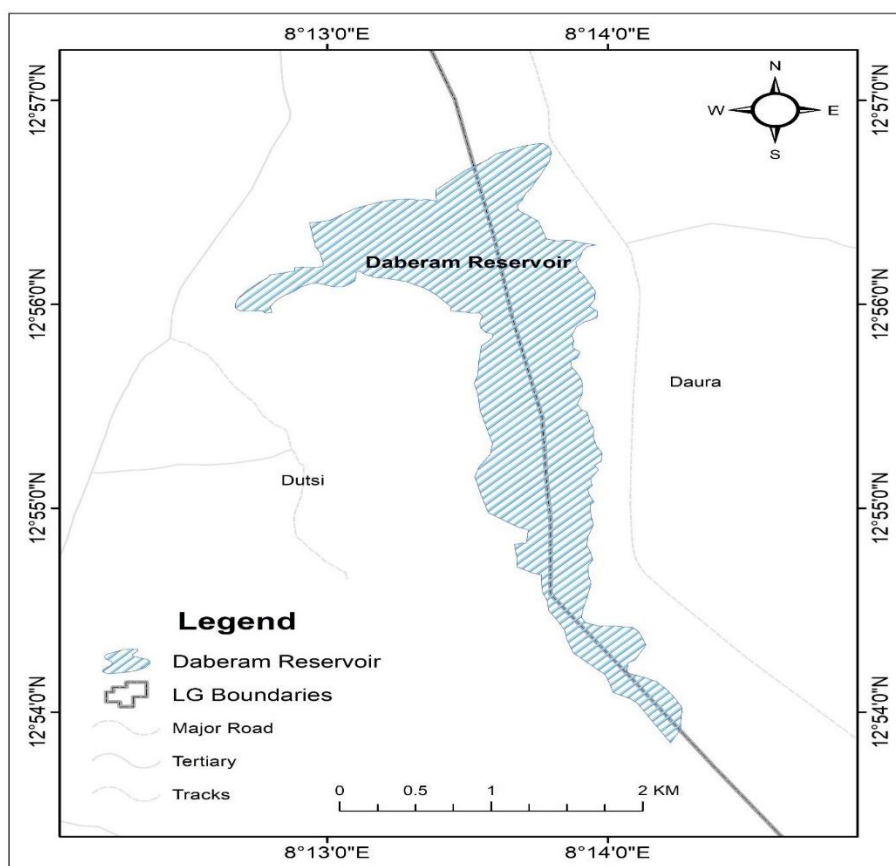 8°13'0"E
8°14'0"E
N
W
E
S
12°57'0"N
12°57'0"N
Daberam Reservoir
12°56'0"N
12°56'0"N
Daura
Dutsi
12°55'0"N
12°55'0"N
Legend
Daberam Reservoir
LG Boundaries
Major Road
Tertiary
Tracks
12°54'0"N
12°54'0"N
0 0.5 1 2 KM
8°13'0"E
8°14'0"E